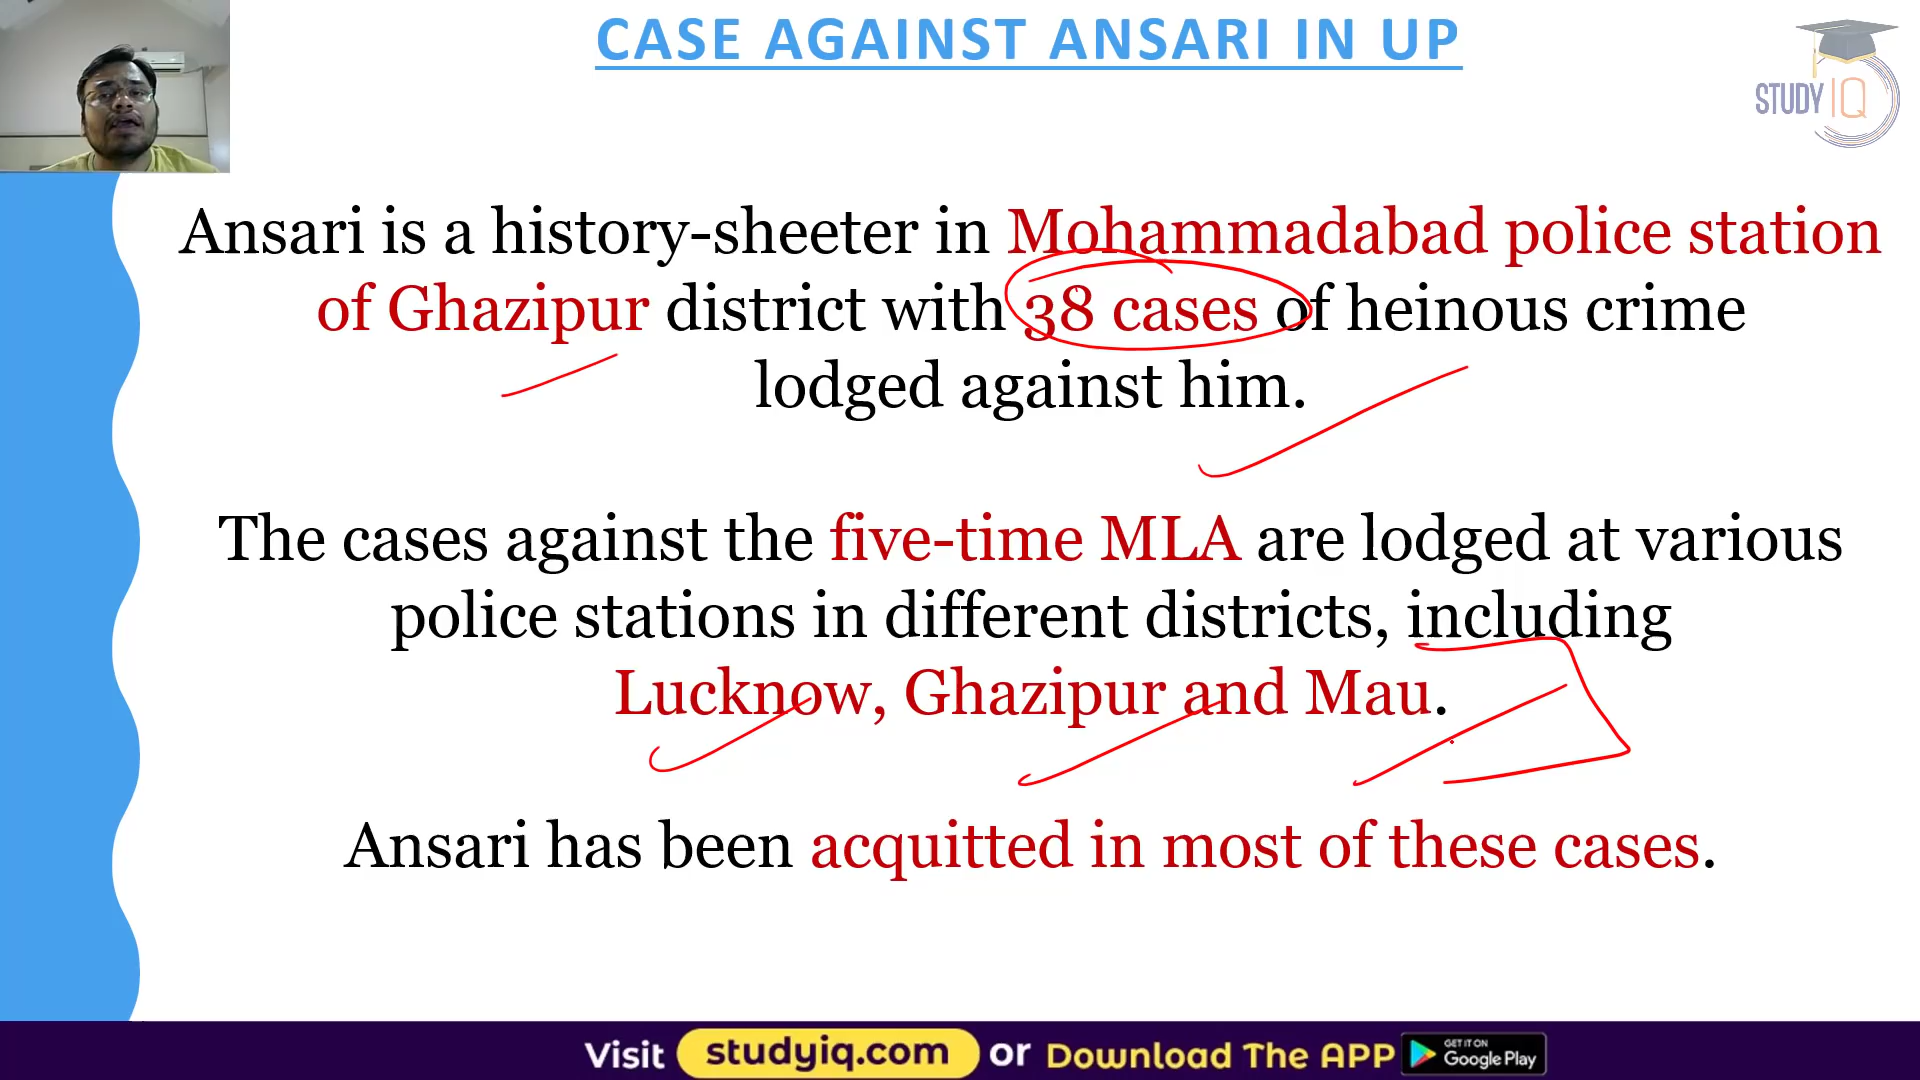 CASE AGAINST ANSARI IN UP
STUDY IQ
Ansari is a history-sheeter in Mohammadabad police station
of Ghazipur district with 38 cases of heinous crime
lodged against him.
The cases against the five-time MLA are lodged at various
police stations in different districts, including
Lucknow, Ghazipur and Mau.
Ansari has been acquitted in most of these cases.
Visit studyiq.com or Download The APP GET IT ON Google Play